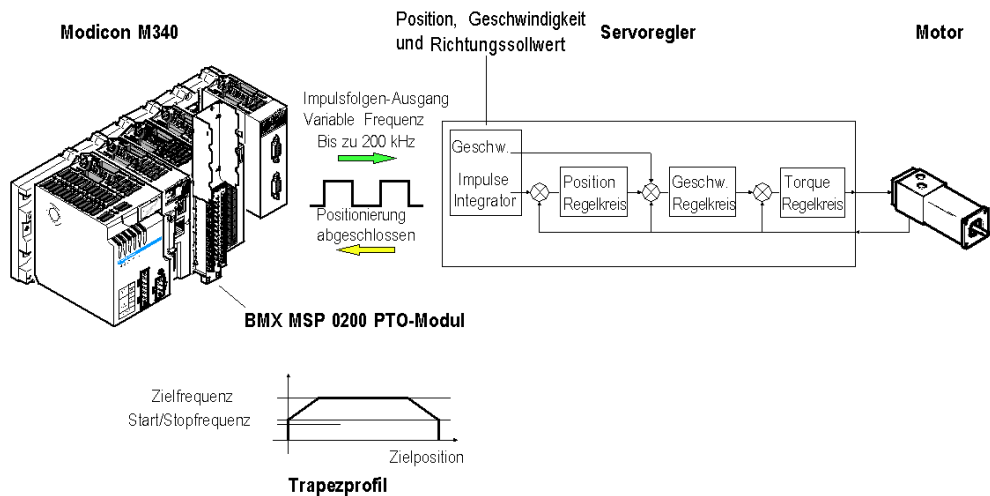 Modicon M340
Position, Geschwindigkeit
und Richtungssollwert
Servoregler
Motor
Impulsfolgen-Ausgang
Variable Frequenz
Bis zu 200 kHz
Positionierung
abgeschlossen
Geschw.
Impulse
Integrator
Position
Regelkreis
Geschw.
Regelkreis
Torque
Regelkreis
BMX MSP 0200 PTO-Modul
Zielfrequenz
Start/Stopfrequenz
Zielposition
Trapezprofil